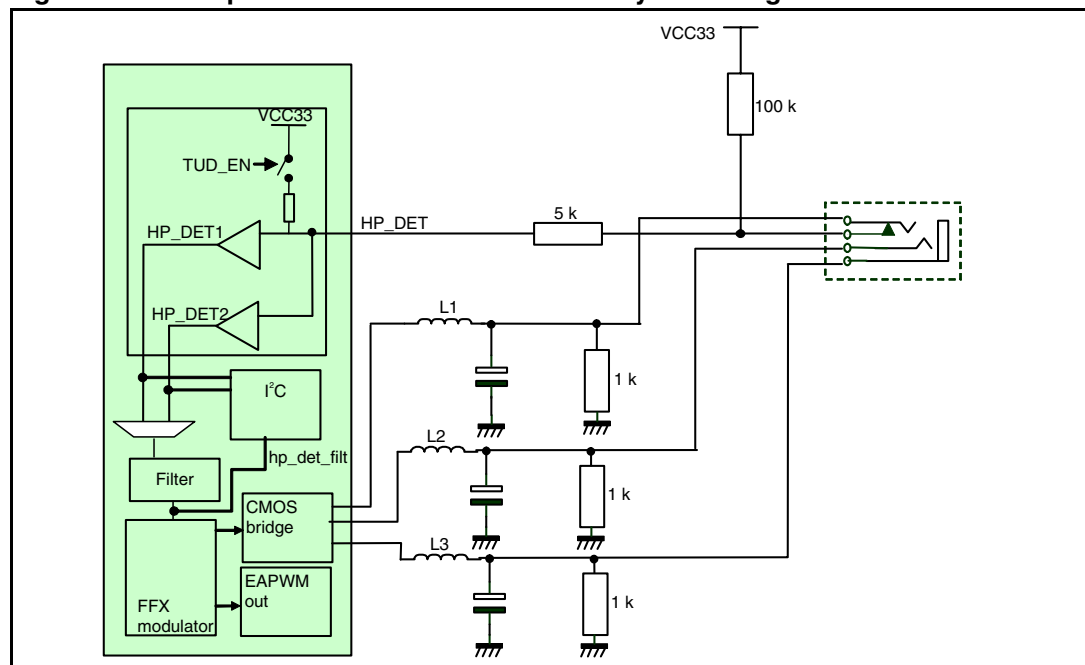 VCC33
100 k
VCC33
TUD_EN
5 k
HP_DET
HP_DET1
HP_DET2
L1
1 k
I²C
L2
hp_det_filt
Filter
1 k
CMOS
bridge
L3
EAPWM
out
1 k
FFX
modulator